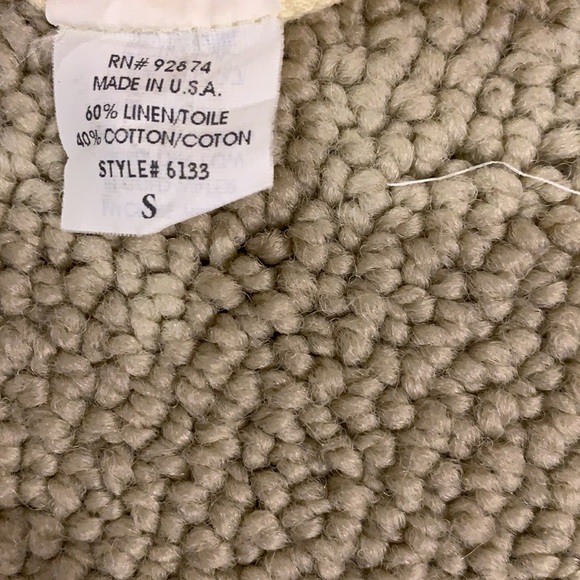 RN# 92674
MADE IN U.S.A.
60% LINEN/TOILE
40% COTTON/COTON
STYLE# 6133
S